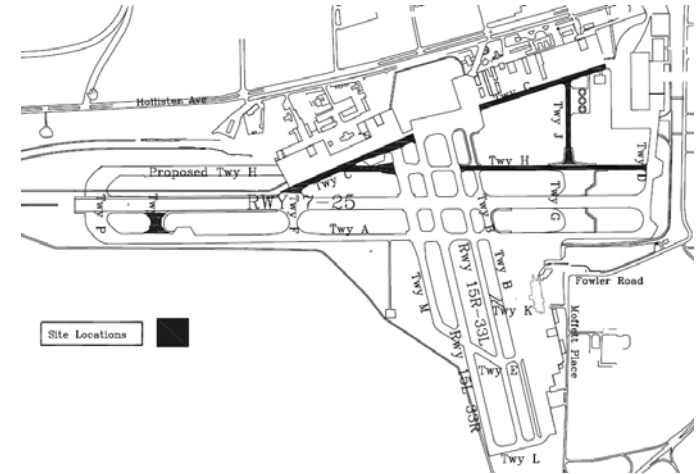 Hollister Ave
Twy C
Twy J
Proposed Twy H
Twy H
Twy C
Twy D
RWY 7-25
Twy P
Twy F
Twy G
Twy A
Twy B
Rwy 15R-33L
Twy M
Fowler Road
Twy K
Moffett Place
Site Locations
Rwy 15L-33R
Twy E
Twy L